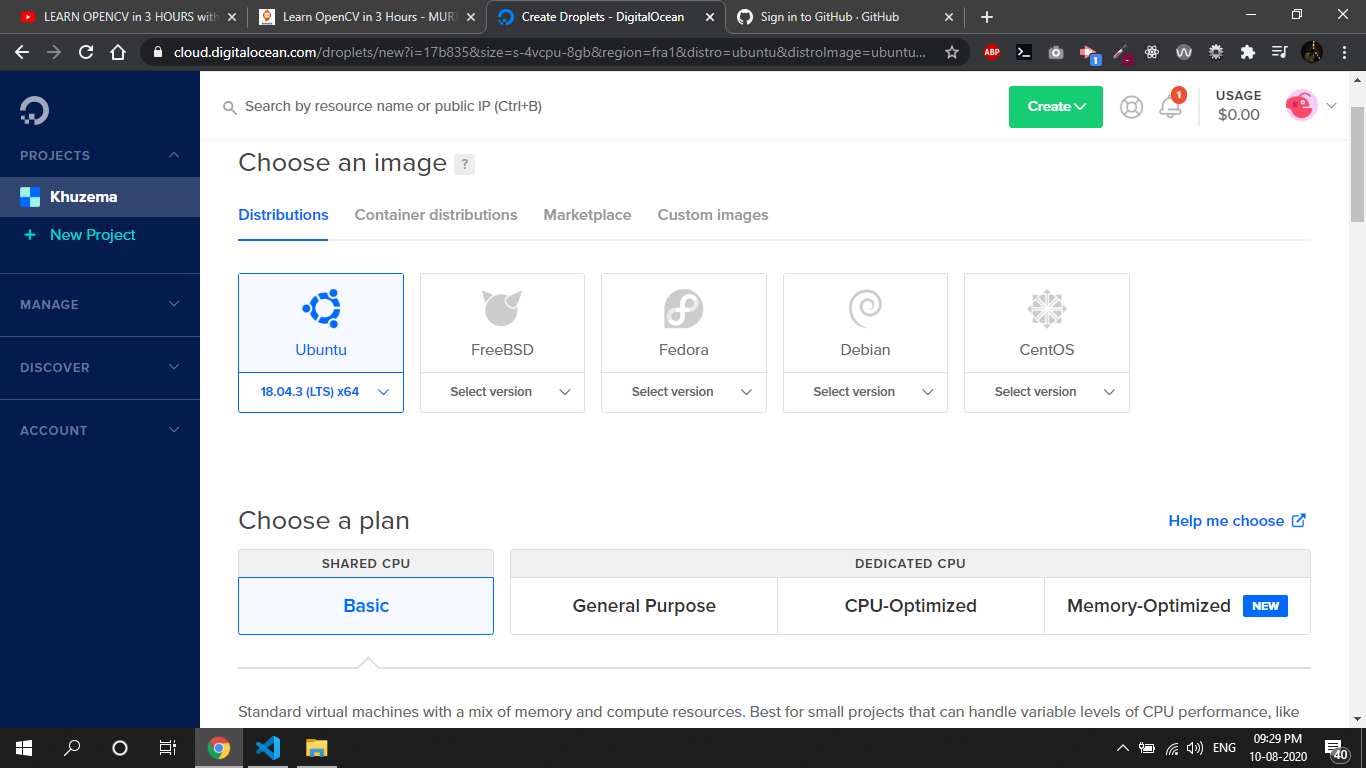 LEARN OPENCV in 3 HOURS with
Learn OpenCV in 3 Hours - MURT
Create Droplets - DigitalOcean
Sign in to GitHub · GitHub
cloud.digitalocean.com/droplets/new?i=17b835&size=s-4vcpu-8gb&region=fra1&distro=ubuntu&distroImage=ubuntu...
ABP
1
-
Search by resource name or public IP (Ctrl+B)
Create
1
USAGE
$0.00
PROJECTS
Khuzema
+ New Project
MANAGE
DISCOVER
ACCOUNT
Choose an image ?
Distributions Container distributions Marketplace Custom images
Ubuntu FreeBSD Fedora Debian CentOS
18.04.3 (LTS) x64 Select version Select version Select version Select version
Choose a plan
Help me choose
SHARED CPU DEDICATED CPU
Basic General Purpose CPU-Optimized Memory-Optimized NEW
Standard virtual machines with a mix of memory and compute resources. Best for small projects that can handle variable levels of CPU performance, like
ENG
09:29 PM
10-08-2020
40